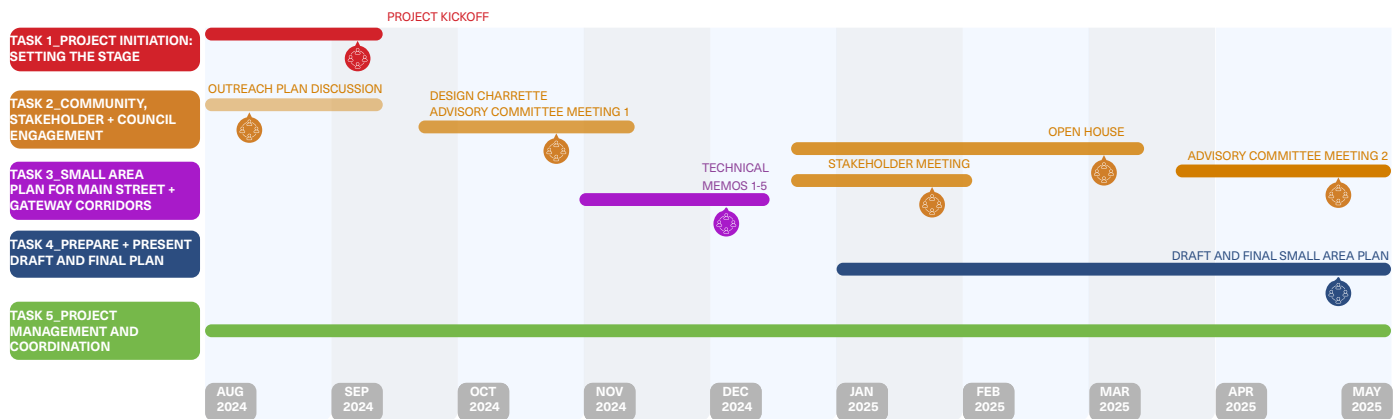 PROJECT KICKOFF
TASK 1_PROJECT INITIATION:
SETTING THE STAGE
OUTREACH PLAN DISCUSSION
TASK 2_COMMUNITY,
STAKEHOLDER + COUNCIL
ENGAGEMENT
DESIGN CHARRETTE
ADVISORY COMMITTEE MEETING 1
OPEN HOUSE
STAKEHOLDER MEETING
ADVISORY COMMITTEE MEETING 2
TASK 3_SMALL AREA
PLAN FOR MAIN STREET +
GATEWAY CORRIDORS
TECHNICAL
MEMOS 1-5
TASK 4_PREPARE + PRESENT
DRAFT AND FINAL PLAN
DRAFT AND FINAL SMALL AREA PLAN
TASK 5_PROJECT
MANAGEMENT AND
COORDINATION
AUG
2024
SEP
2024
OCT
2024
NOV
2024
DEC
2024
JAN
2025
FEB
2025
MAR
2025
APR
2025
MAY
2025